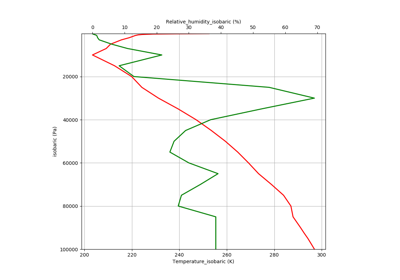 Relative_humidity_isobaric (%)
0 10 20 30 40 50 60 70
20000
40000
60000
80000
100000
Isobaric (Pa)
200 220 240 260 280 300
Temperature_isobaric (K)